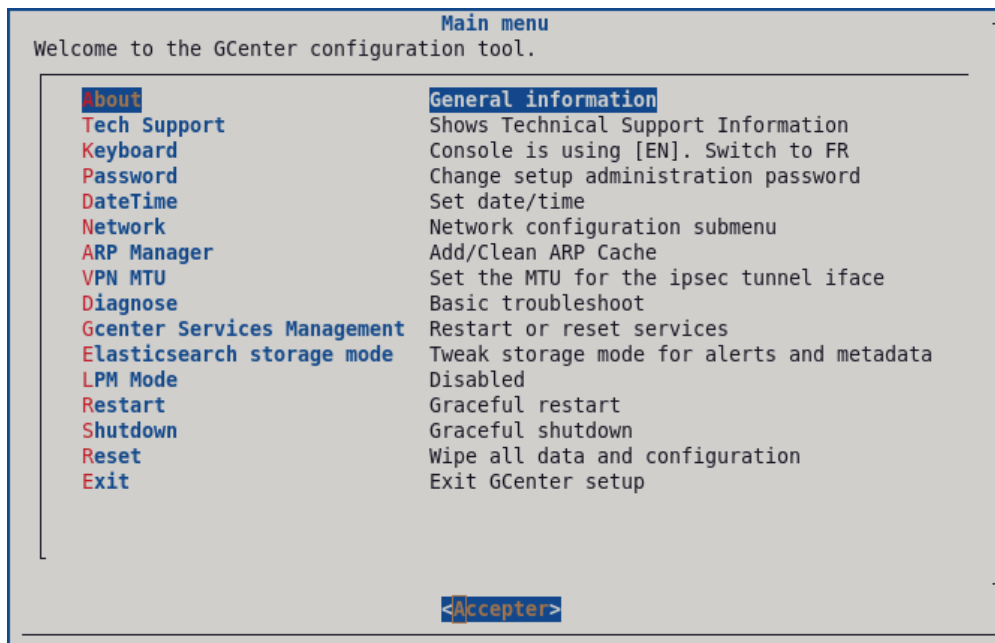 Main menu
Welcome to the GCenter configuration tool.
About General information
Tech Support Shows Technical Support Information
Keyboard Console is using [EN]. Switch to FR
Password Change setup administration password
DateTime Set date/time
Network Network configuration submenu
ARP Manager Add/Clean ARP Cache
VPN MTU Set the MTU for the ipsec tunnel iface
Diagnose Basic troubleshoot
Gcenter Services Management Restart or reset services
Elasticsearch storage mode Tweak storage mode for alerts and metadata
LPM Mode Disabled
Restart Graceful restart
Shutdown Graceful shutdown
Reset Wipe all data and configuration
Exit Exit GCenter setup
<Accepter>